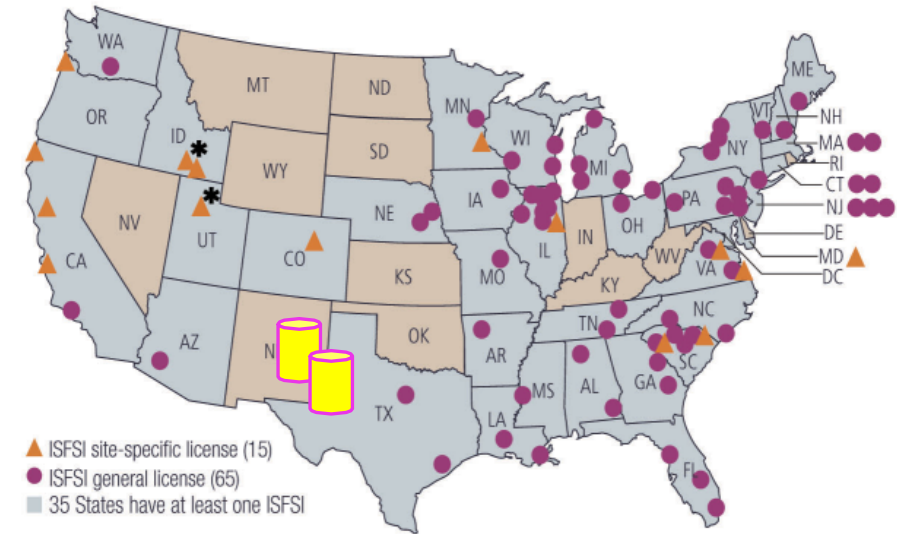 WA
ME
MT
ND
MN
VT
NH
OR
ID
*
WI
MA
SD
MI
NY
RI
WY
*
CT
IA
PA
NJ
NE
NV
OH
DE
UT
IL
IN
MD
CO
WV
DC
CA
KS
MO
VA
KY
NC
TN
OK
AZ
N
AR
SC
MS
AL
GA
TX
LA
FL
ISFSI site-specific license (15)
ISFSI general license (65)
35 States have at least one ISFSI